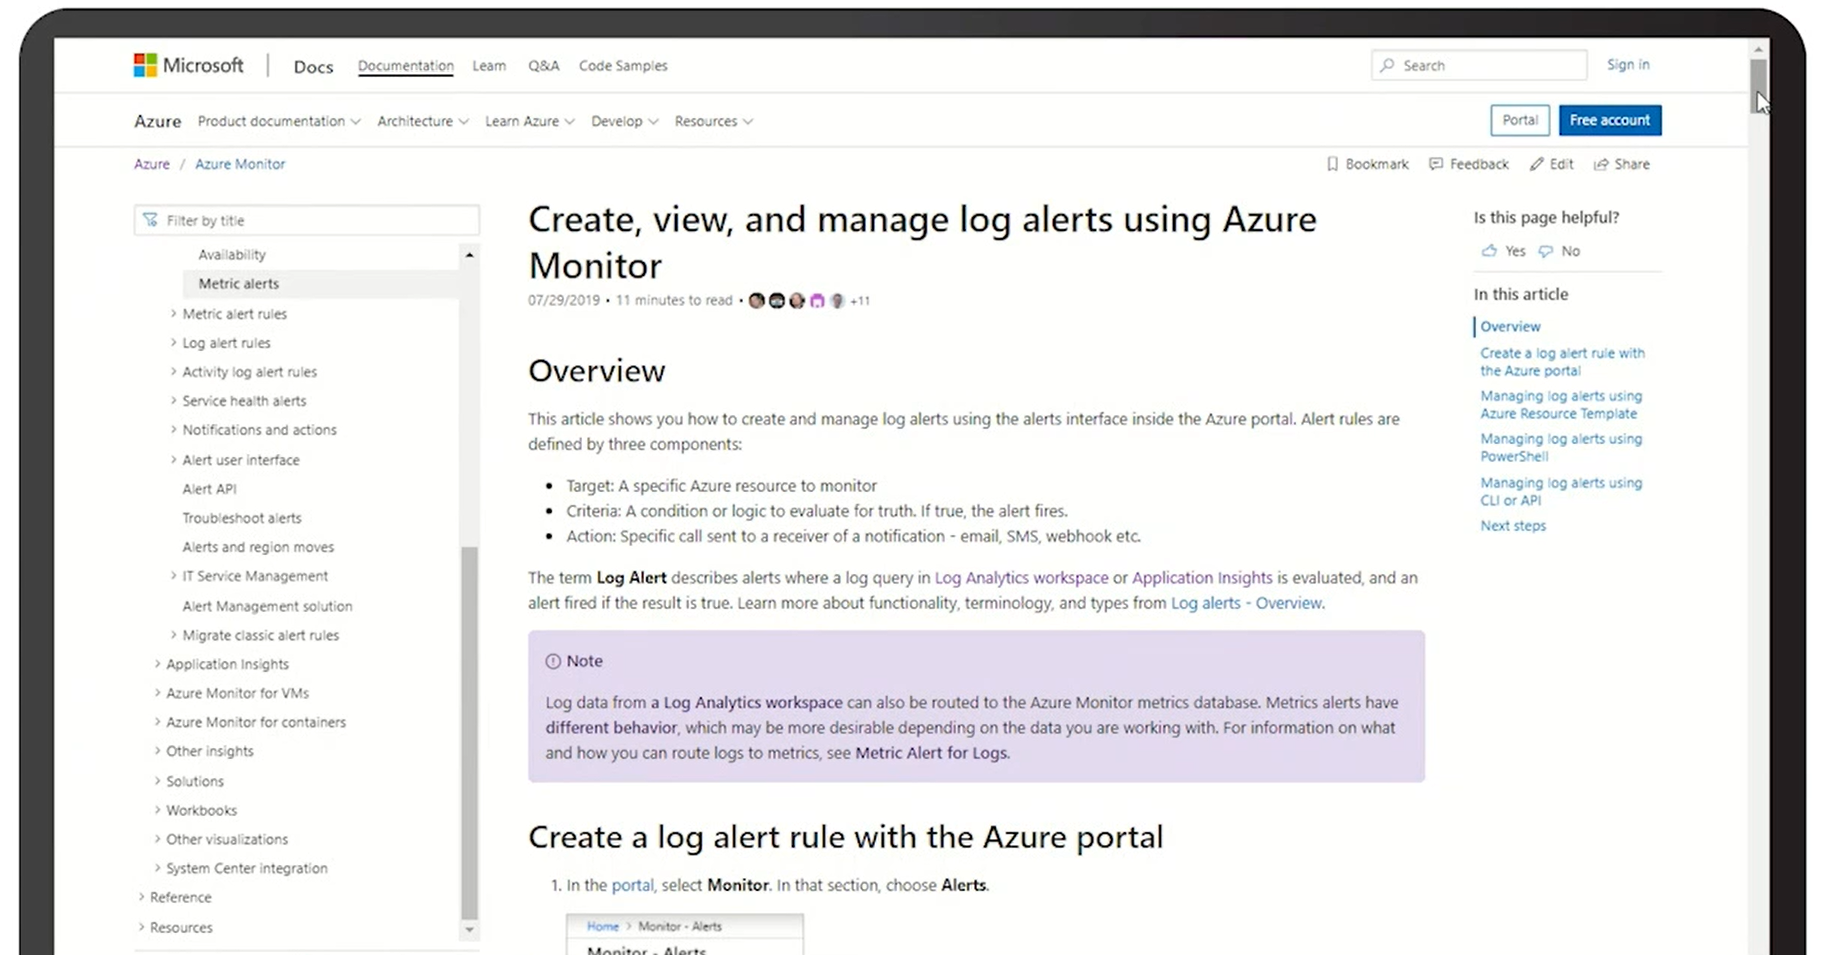 Microsoft
Docs
Documentation
Learn
Q&A
Code Samples
Search
Sign in
Azure
Product documentation
Architecture
Learn Azure
Develop
Resources
Portal
Free account
Azure / Azure Monitor
Bookmark
Feedback
Edit
Share
Filter by title
Availability
Metric alerts
Metric alert rules
Log alert rules
Activity log alert rules
Service health alerts
Notifications and actions
Alert user interface
Alert API
Troubleshoot alerts
Alerts and region moves
IT Service Management
Alert Management solution
Migrate classic alert rules
Application Insights
Azure Monitor for VMs
Azure Monitor for containers
Other insights
Solutions
Workbooks
Other visualizations
System Center integration
Reference
Resources
Create, view, and manage log alerts using Azure
Monitor
07/29/2019 • 11 minutes to read • +11
Overview
This article shows you how to create and manage log alerts using the alerts interface inside the Azure portal. Alert rules are
defined by three components:
• Target: A specific Azure resource to monitor
• Criteria: A condition or logic to evaluate for truth. If true, the alert fires.
• Action: Specific call sent to a receiver of a notification - email, SMS, webhook etc.
The term Log Alert describes alerts where a log query in Log Analytics workspace or Application Insights is evaluated, and an
alert fired if the result is true. Learn more about functionality, terminology, and types from Log alerts - Overview.
Note
Log data from a Log Analytics workspace can also be routed to the Azure Monitor metrics database. Metrics alerts have
different behavior, which may be more desirable depending on the data you are working with. For information on what
and how you can route logs to metrics, see Metric Alert for Logs.
Create a log alert rule with the Azure portal
1. In the portal, select Monitor. In that section, choose Alerts.
Home > Monitor - Alerts
Monitor - Alerts
Is this page helpful?
Yes
No
In this article
Overview
Create a log alert rule with
the Azure portal
Managing log alerts using
Azure Resource Template
Managing log alerts using
PowerShell
Managing log alerts using
CLI or API
Next steps